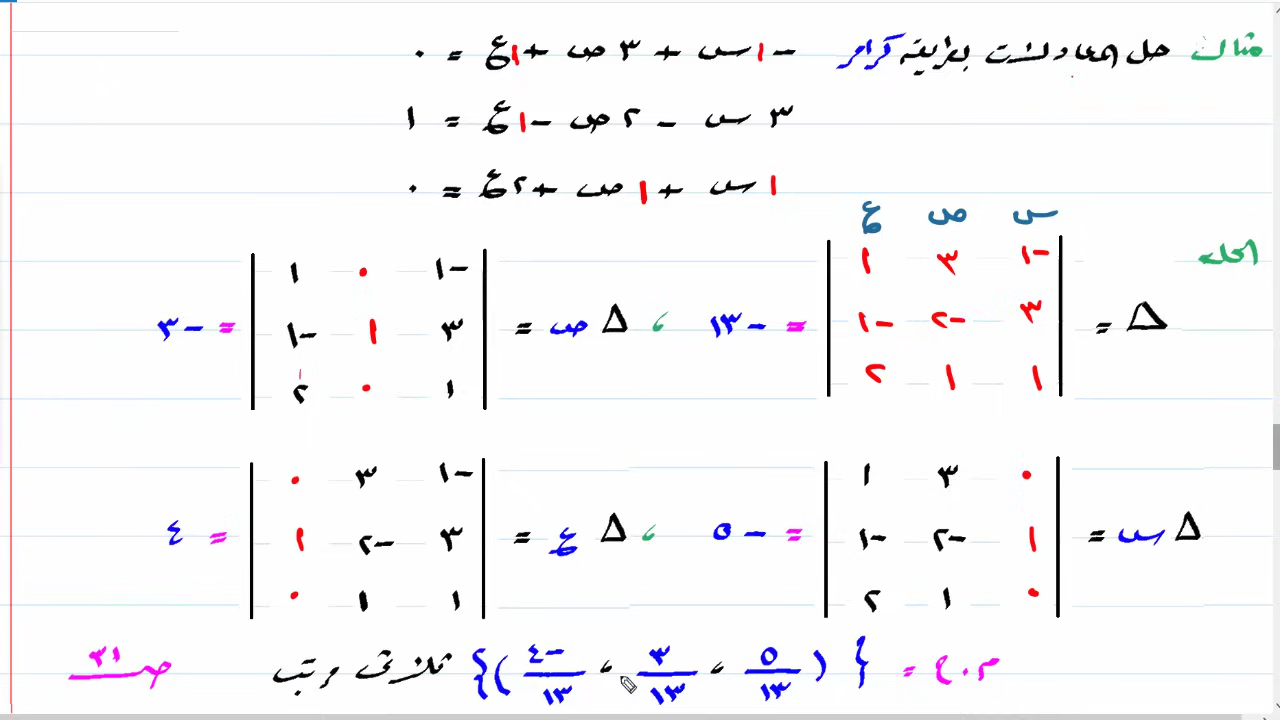 مثال حل المعادلات بطريقة كرامر -١س + ٣ص + ١ع = ٠
٣س - ٢ص - ١ع = ١
١س + ١ص + ٢ع = ٠
الحل
س ص ع
Δ = | -١ ٣ ١ | = -١٣ ، Δص = | -١ ٠ ١ | = -٣
| ٣ -٢ -١ | | ٣ ١ -١ |
| ١ ١ ٢ | | ١ ٠ ٢ |
Δس = | ٠ ٣ ١ | = -٥ ، Δع = | -١ ٣ ٠ | = ٤
| ١ -٢ -١ | | ٣ -٢ ١ |
| ٠ ١ ٢ | | ١ ١ ٠ |
م.ح = {(٥/١٣ ، ٣/١٣ ، -٤/١٣)} ثلاثي مرتب ص٣١